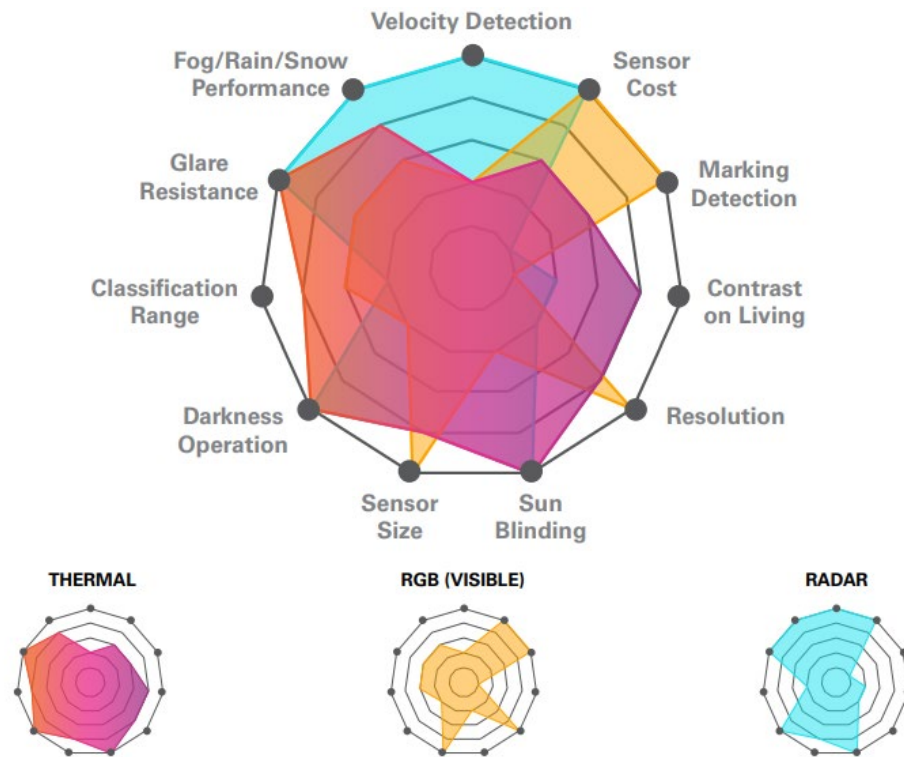 Velocity Detection
Fog/Rain/Snow
Performance
Sensor
Cost
Glare
Resistance
Marking
Detection
Classification
Range
Contrast
on Living
Darkness
Operation
Resolution
Sensor
Size
Sun
Blinding
THERMAL
RGB (VISIBLE)
RADAR